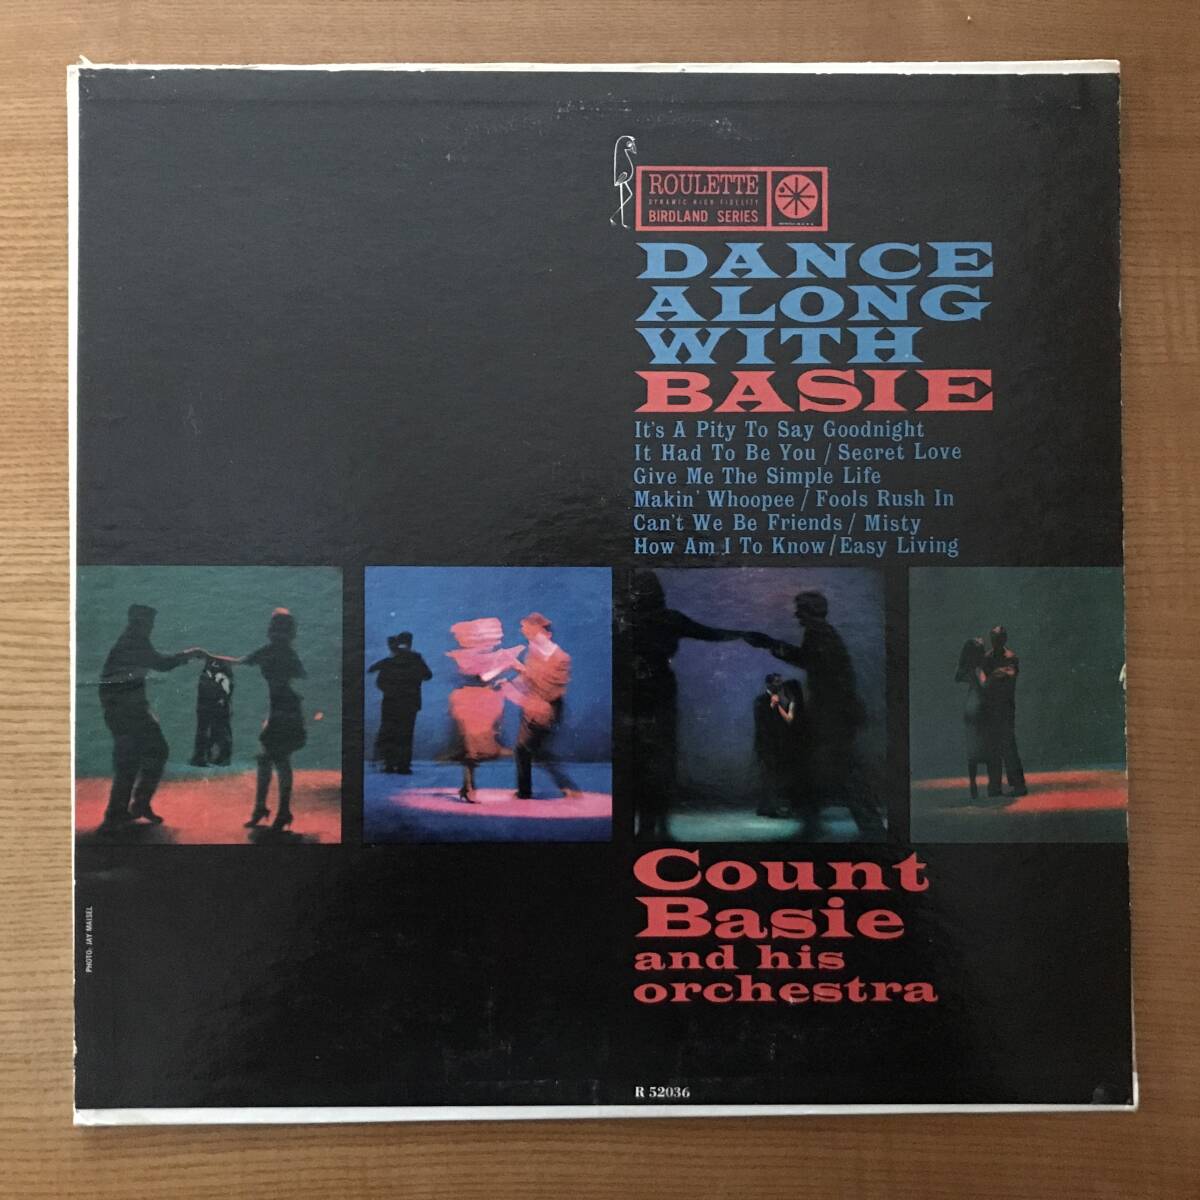 ROULETTE
DYNAMIC HIGH FIDELITY
BIRDLAND SERIES
DANCE
ALONG
WITH
BASIE
It's A Pity To Say Goodnight
It Had To Be You / Secret Love
Give Me The Simple Life
Makin' Whoopee / Fools Rush In
Can't We Be Friends / Misty
How Am I To Know / Easy Living
Count
Basie
and his
orchestra
PHOTO: JAY MAISEL
R 52036